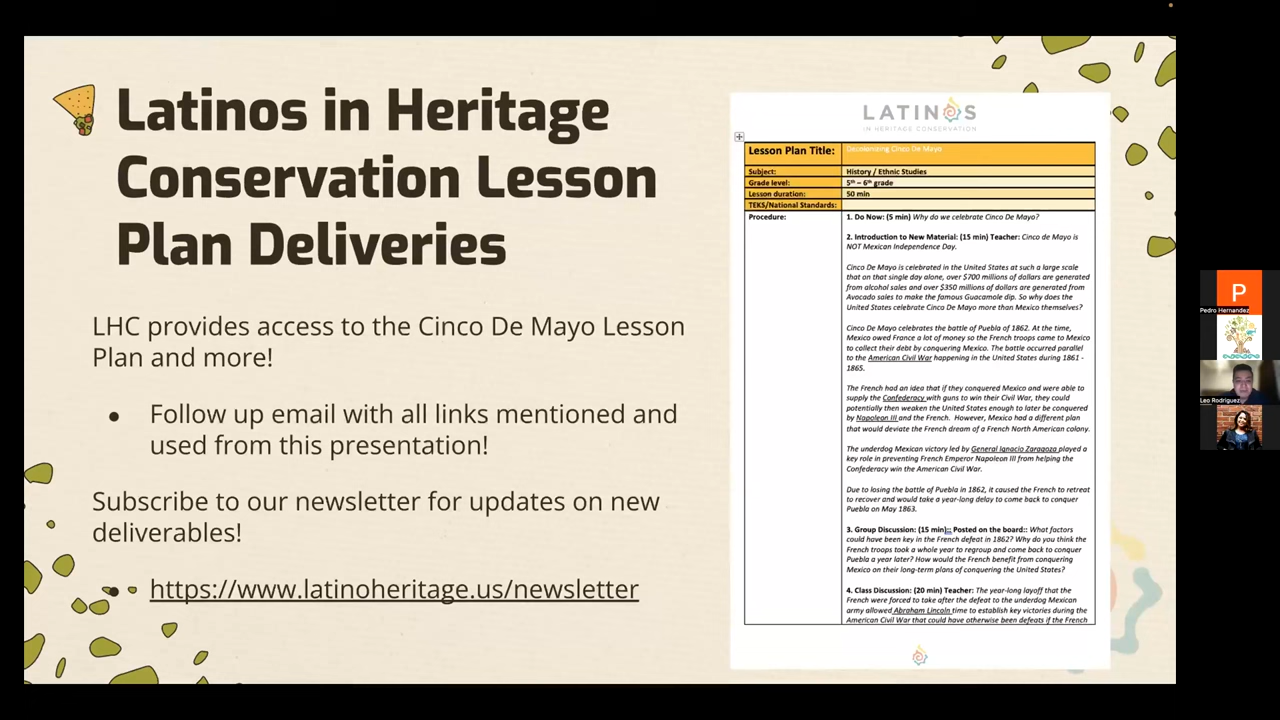 Latinos in Heritage
Conservation Lesson
Plan Deliveries
LHC provides access to the Cinco De Mayo Lesson
Plan and more!
● Follow up email with all links mentioned and
used from this presentation!
Subscribe to our newsletter for updates on new
deliverables!
● https://www.latinoheritage.us/newsletter
LATINOS
IN HERITAGE CONSERVATION
Lesson Plan Title: Decolonizing Cinco De Mayo
Subject: History / Ethnic Studies
Grade level: 5th – 6th grade
Lesson duration: 50 min
TEKS/National Standards:
Procedure: 1. Do Now: (5 min) Why do we celebrate Cinco De Mayo?
2. Introduction to New Material: (15 min) Teacher: Cinco de Mayo is
NOT Mexican Independence Day.
Cinco De Mayo is celebrated in the United States at such a large scale
that on that single day alone, over $700 millions of dollars are generated
from alcohol sales and over $350 millions of dollars are generated from
Avocado sales to make the famous Guacamole dip. So why does the
United States celebrate Cinco De Mayo more than Mexico themselves?
Cinco De Mayo celebrates the battle of Puebla of 1862. At the time,
Mexico owed France a lot of money so the French troops came to Mexico
to collect their debt by conquering Mexico. The battle occurred parallel
to the American Civil War happening in the United States during 1861 -
1865.
The French had an idea that if they conquered Mexico and were able to
supply the Confederacy with guns to win their Civil War, they could
potentially then weaken the United States enough to later be conquered
by Napoleon III and the French. However, Mexico had a different plan
that would deviate the French dream of a French North American colony.
The underdog Mexican victory led by General Ignacio Zaragoza played a
key role in preventing French Emperor Napoleon III from helping the
Confederacy win the American Civil War.
Due to losing the battle of Puebla in 1862, it caused the French to retreat
to recover and would take a year-long delay to come back to conquer
Puebla on May 1863.
3. Group Discussion: (15 min):: Posted on the board:: What factors
could have been key in the French defeat in 1862? Why do you think the
French troops took a whole year to regroup and come back to conquer
Puebla a year later? How would the French benefit from conquering
Mexico on their long-term plans of conquering the United States?
4. Class Discussion: (20 min) Teacher: The year-long layoff that the
French were forced to take after the defeat to the underdog Mexican
army allowed Abraham Lincoln time to establish key victories during the
American Civil War that could have otherwise been defeats if the French
P
Pedro Hernandez
Leo Rodriguez